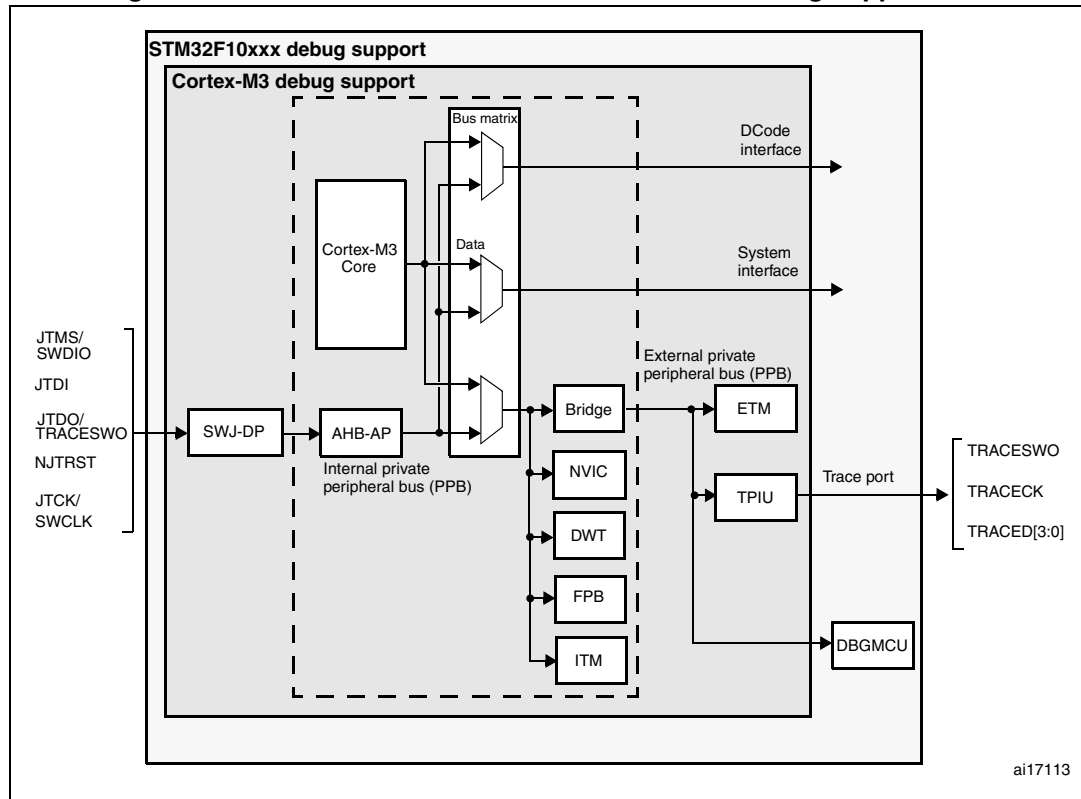 STM32F10xxx debug support
Cortex-M3 debug support
Bus matrix
DCode
interface
Cortex-M3
Core
Data
System
interface
JTMS/
SWDIO
JTDI
JTDO/
TRACESWO
NJTRST
JTCK/
SWCLK
SWJ-DP
AHB-AP
Internal private
peripheral bus (PPB)
External private
peripheral bus (PPB)
Bridge
NVIC
DWT
FPB
ITM
ETM
TPIU
Trace port
TRACESWO
TRACECK
TRACED[3:0]
DBGMCU
ai17113